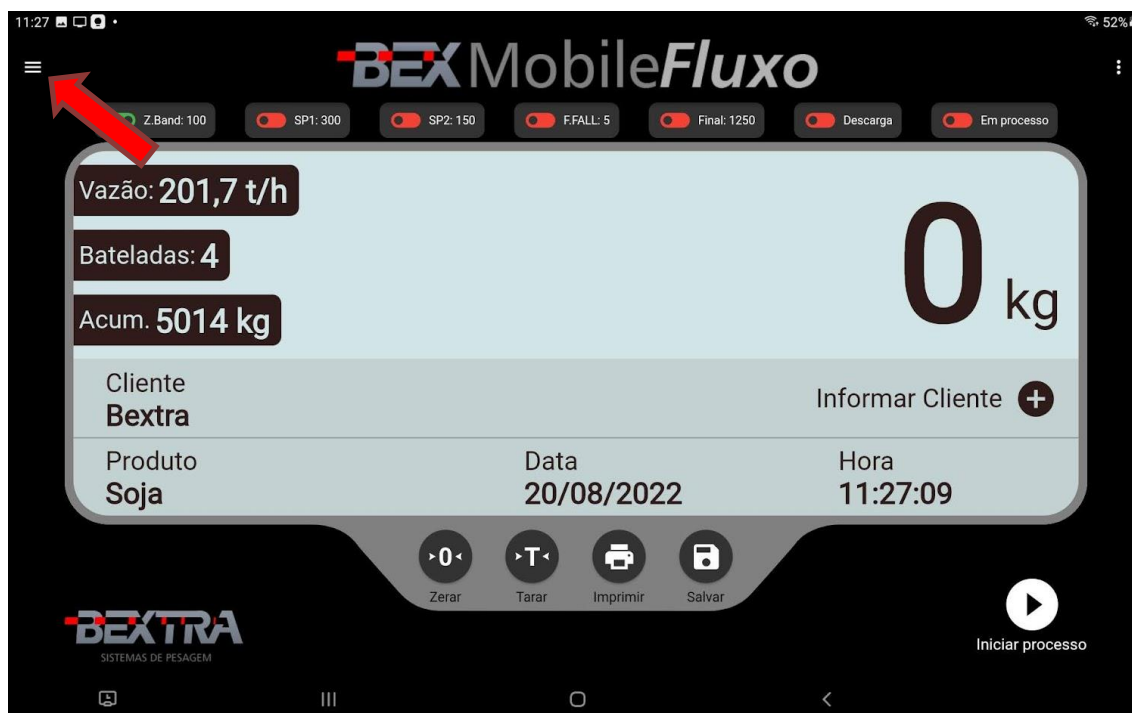 11:27
52%
BEX MobileFluxo
Z.Band: 100
SP1: 300
SP2: 150
F.FALL: 5
Final: 1250
Descarga
Em processo
Vazão: 201,7 t/h
Bateladas: 4
Acum. 5014 kg
0 kg
Cliente
Bextra
Informar Cliente
Produto
Soja
Data
20/08/2022
Hora
11:27:09
>0<
>T<
Zerar
Tarar
Imprimir
Salvar
BEXTRA
SISTEMAS DE PESAGEM
Iniciar processo